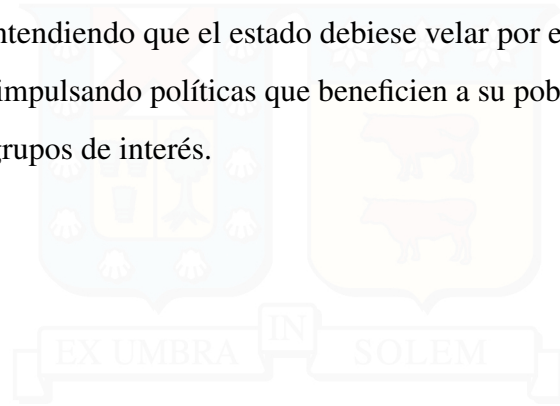 ntendiendo que el estado debiese velar por e
impulsando políticas que beneficien a su pob
grupos de interés.
IN
EX UMBRA SOLEM